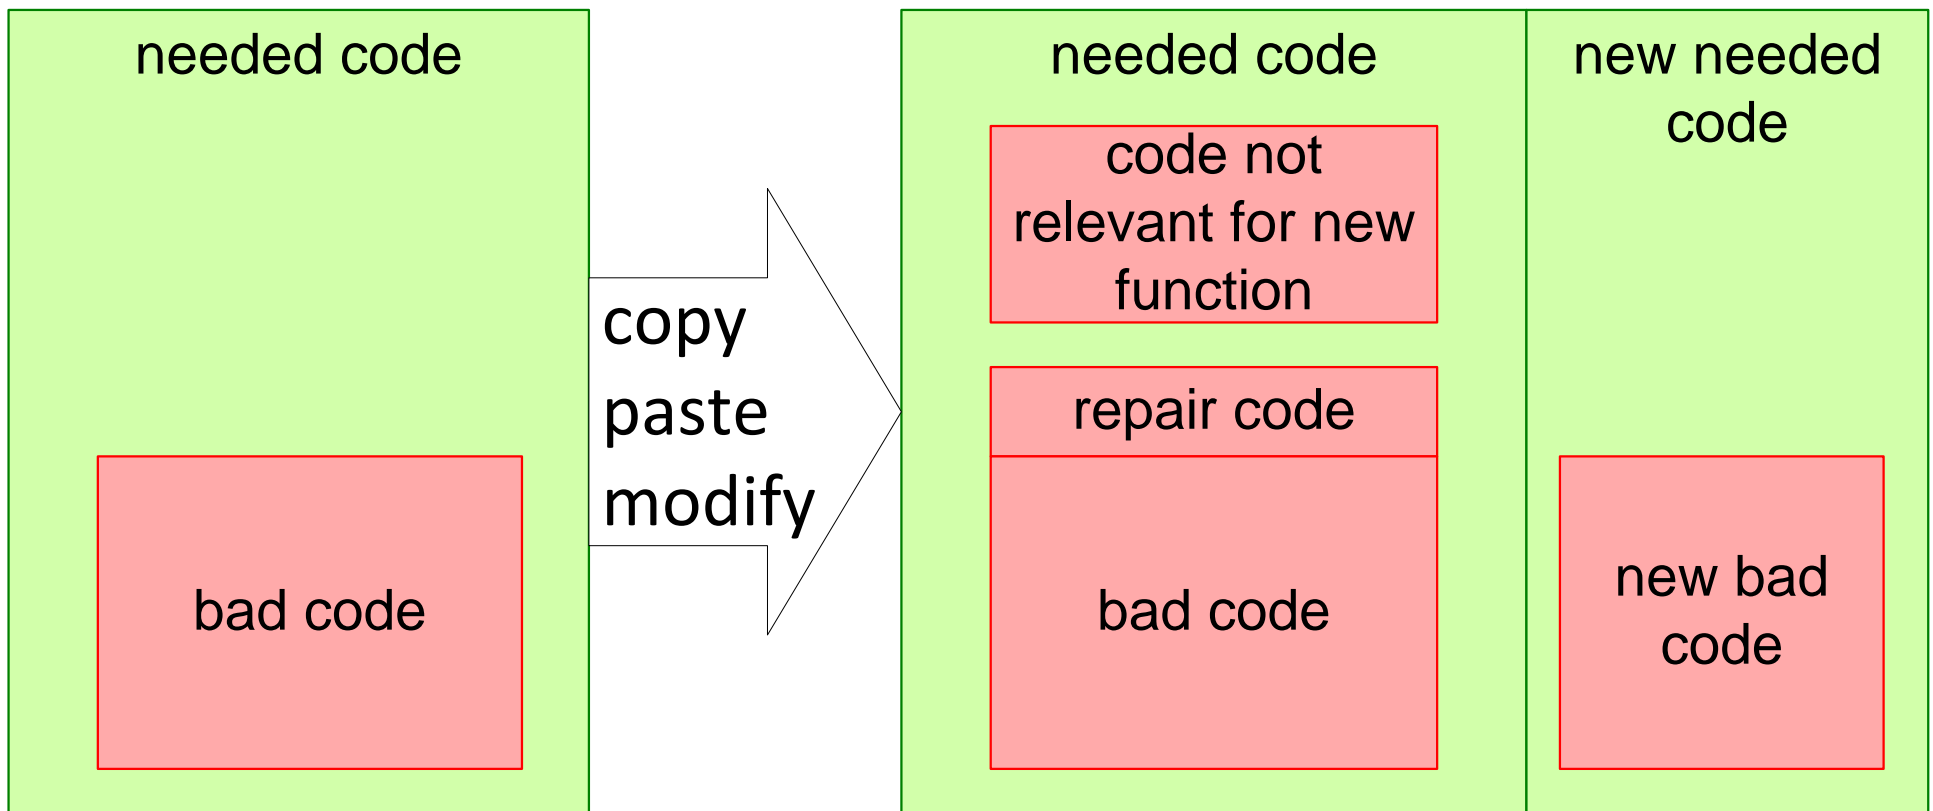 needed code
bad code
copy
paste
modify
needed code
code not
relevant for new
function
repair code
bad code
new needed
code
new bad
code